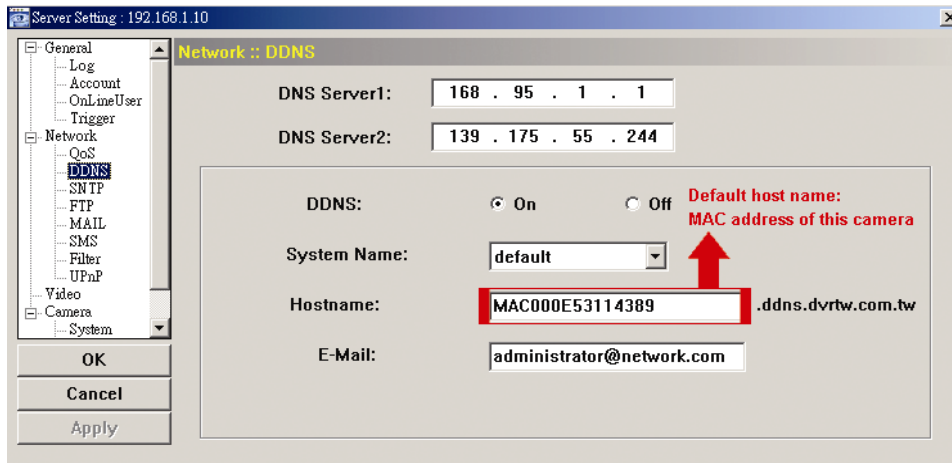 Server Setting : 192.168.1.10
General
Log
Account
OnLineUser
Trigger
Network
QoS
DDNS
SNTP
FTP
MAIL
SMS
Filter
UPnP
Video
Camera
System
OK
Cancel
Apply
Network :: DDNS
DNS Server1: 168 . 95 . 1 . 1
DNS Server2: 139 . 175 . 55 . 244
DDNS: On Off
Default host name:
MAC address of this camera
System Name: default
Hostname: MAC000E53114389 .ddns.dvrtw.com.tw
E-Mail: administrator@network.com